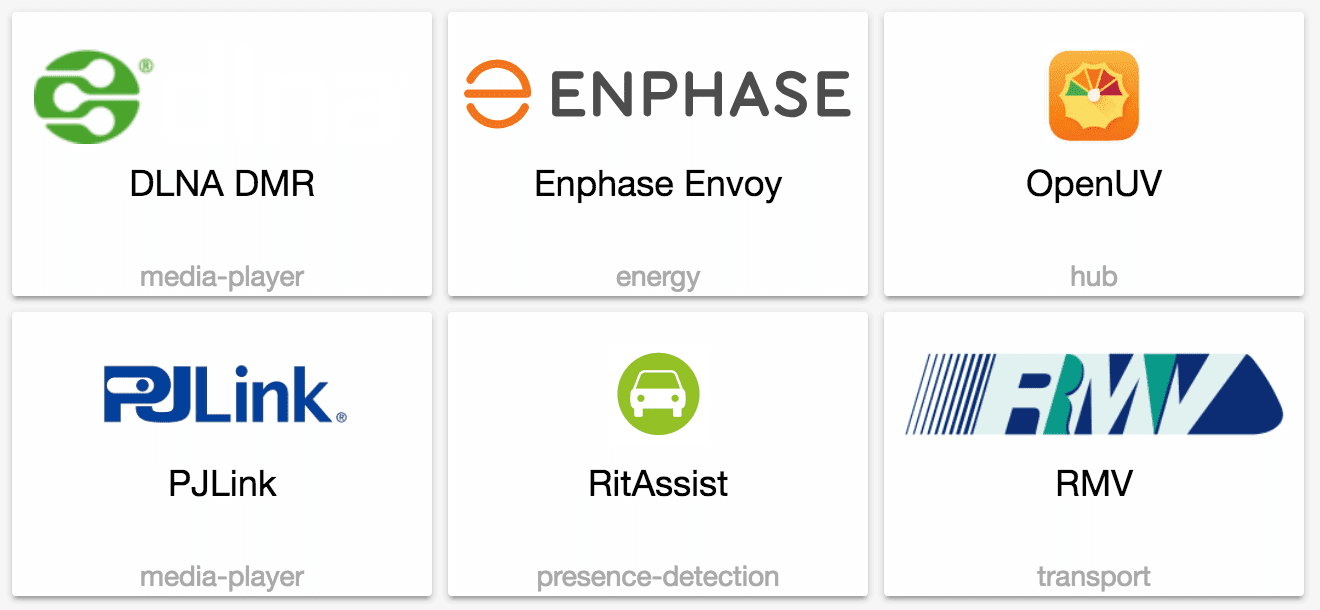 ®
DLNA DMR
media-player
ENPHASE
Enphase Envoy
energy
OpenUV
hub
PJLink®
PJLink
media-player
RitAssist
presence-detection
RMV
RMV
transport